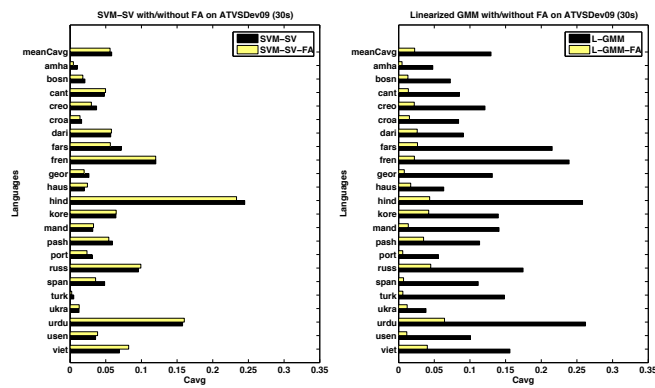 SVM−SV with/without FA on ATVSDev09 (30s)
SVM−SV
SVM−SV−FA
Languages
meanCavg
amha
bosn
cant
creo
croa
dari
fars
fren
geor
haus
hind
kore
mand
pash
port
russ
span
turk
ukra
urdu
usen
viet
0 0.05 0.1 0.15 0.2 0.25 0.3 0.35
Cavg
Linearized GMM with/without FA on ATVSDev09 (30s)
L−GMM
L−GMM−FA
Languages
meanCavg
amha
bosn
cant
creo
croa
dari
fars
fren
geor
haus
hind
kore
mand
pash
port
russ
span
turk
ukra
urdu
usen
viet
0 0.05 0.1 0.15 0.2 0.25 0.3 0.35
Cavg